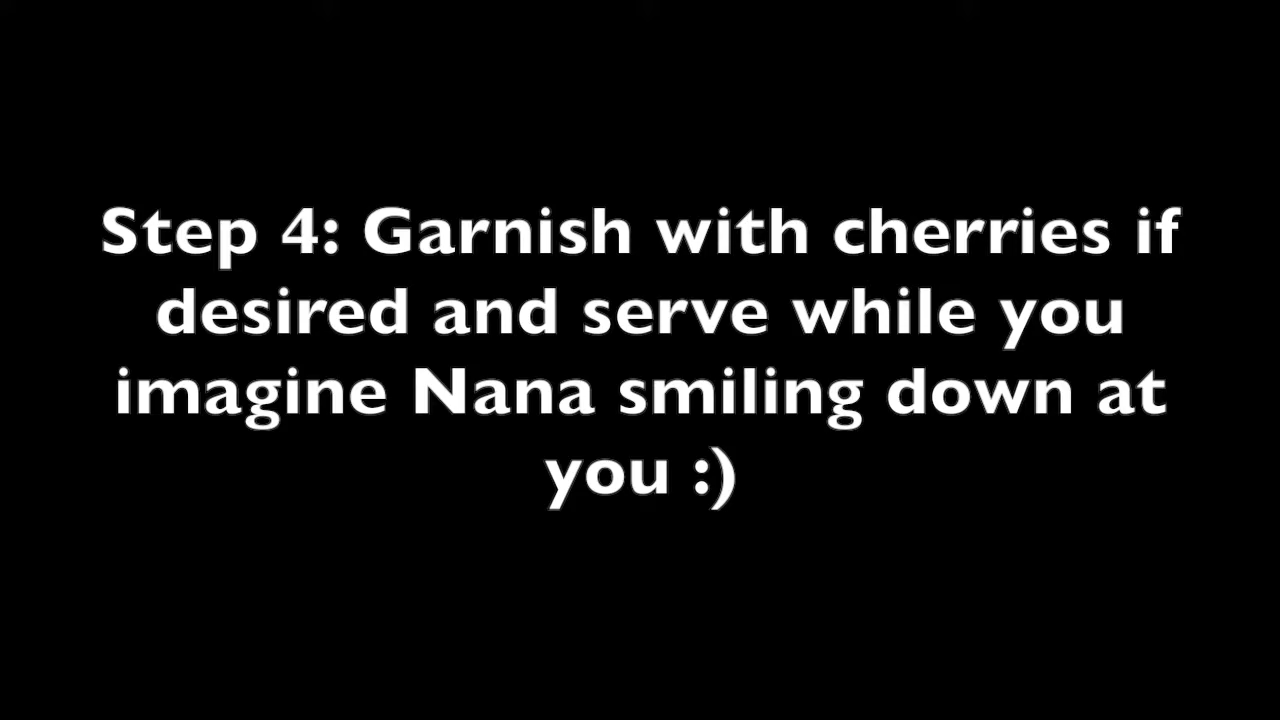 Step 4: Garnish with cherries if
desired and serve while you
imagine Nana smiling down at
you :)